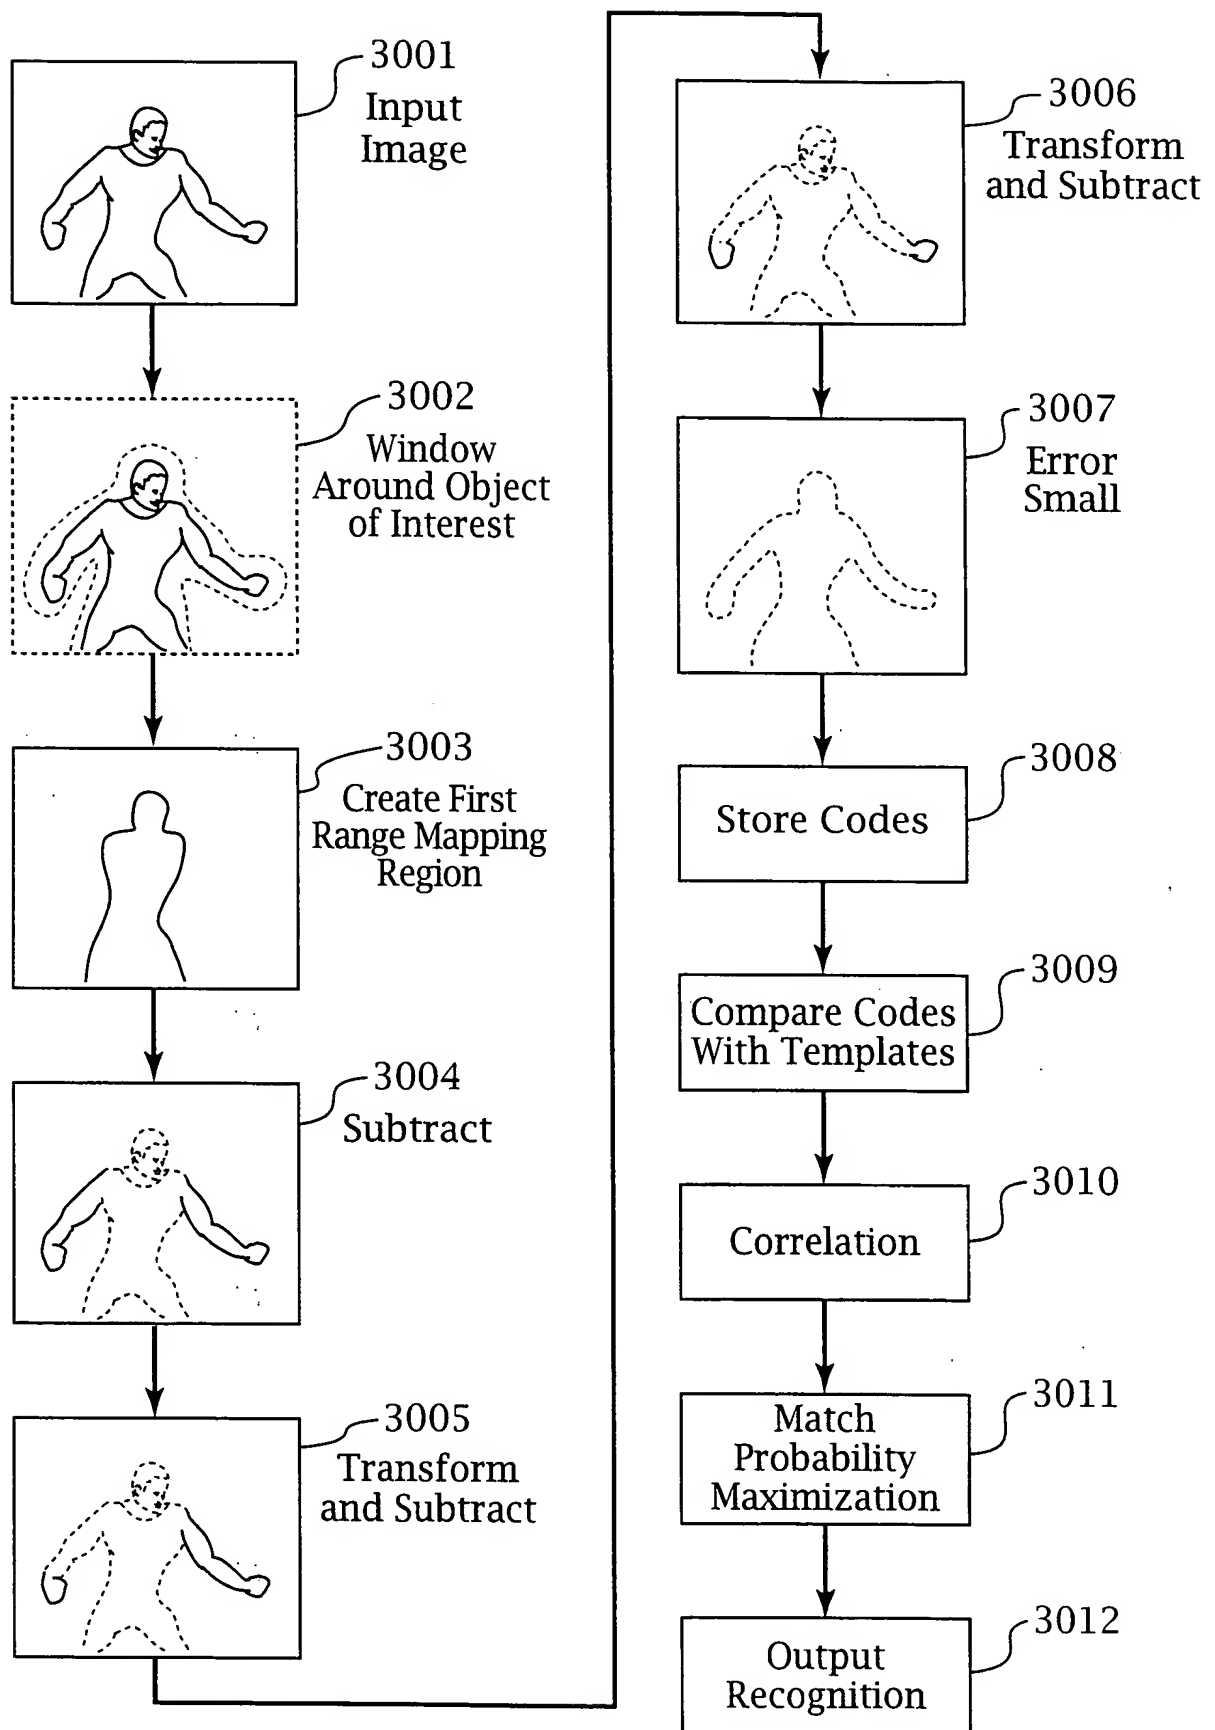 3001
Input
Image
3002
Window
Around Object
of Interest
3003
Create First
Range Mapping
Region
3004
Subtract
3005
Transform
and Subtract
3006
Transform
and Subtract
3007
Error
Small
3008
Store Codes
3009
Compare Codes
With Templates
3010
Correlation
3011
Match
Probability
Maximization
3012
Output
Recognition